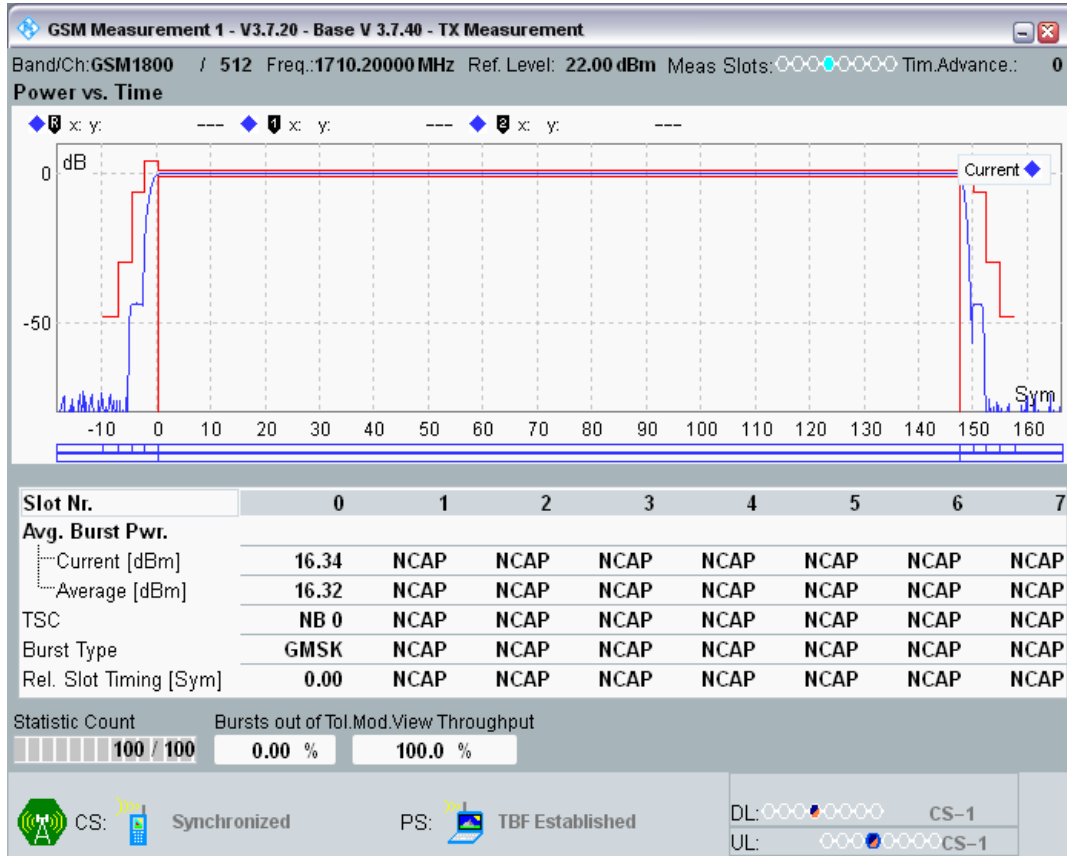 GSM Measurement 1 - V3.7.20 - Base V 3.7.40 - TX Measurement
Band/Ch:GSM1800 / 512 Freq.:1710.20000 MHz Ref. Level: 22.00 dBm Meas Slots: Tim.Advance.: 0
Power vs. Time
R x: y: --- 1 x: y: --- 2 x: y: ---
dB
Current
0
-50
Sym
-10 0 10 20 30 40 50 60 70 80 90 100 110 120 130 140 150 160
Slot Nr. 0 1 2 3 4 5 6 7
Avg. Burst Pwr.
Current [dBm] 16.34 NCAP NCAP NCAP NCAP NCAP NCAP NCAP
Average [dBm] 16.32 NCAP NCAP NCAP NCAP NCAP NCAP NCAP
TSC NB 0 NCAP NCAP NCAP NCAP NCAP NCAP NCAP
Burst Type GMSK NCAP NCAP NCAP NCAP NCAP NCAP NCAP
Rel. Slot Timing [Sym] 0.00 NCAP NCAP NCAP NCAP NCAP NCAP NCAP
Statistic Count Bursts out of Tol. Mod.View Throughput
100 / 100 0.00 % 100.0 %
CS: Synchronized PS: TBF Established DL: CS-1
UL: CS-1